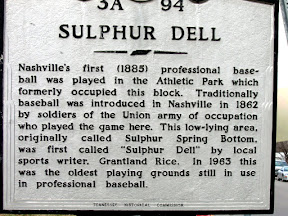 3A 94
SULPHUR DELL
Nashville's first (1885) professional base-
ball was played in the Athletic Park which
formerly occupied this block. Traditionally
baseball was introduced in Nashville in 1862
by soldiers of the Union army of occupation
who played the game here. This low-lying area,
originally called Sulphur Spring Bottom,
was first called "Sulphur Dell" by local
sports writer, Grantland Rice. In 1963 this
was the oldest playing grounds still in use
in professional baseball.
TENNESSEE HISTORICAL COMMISSION